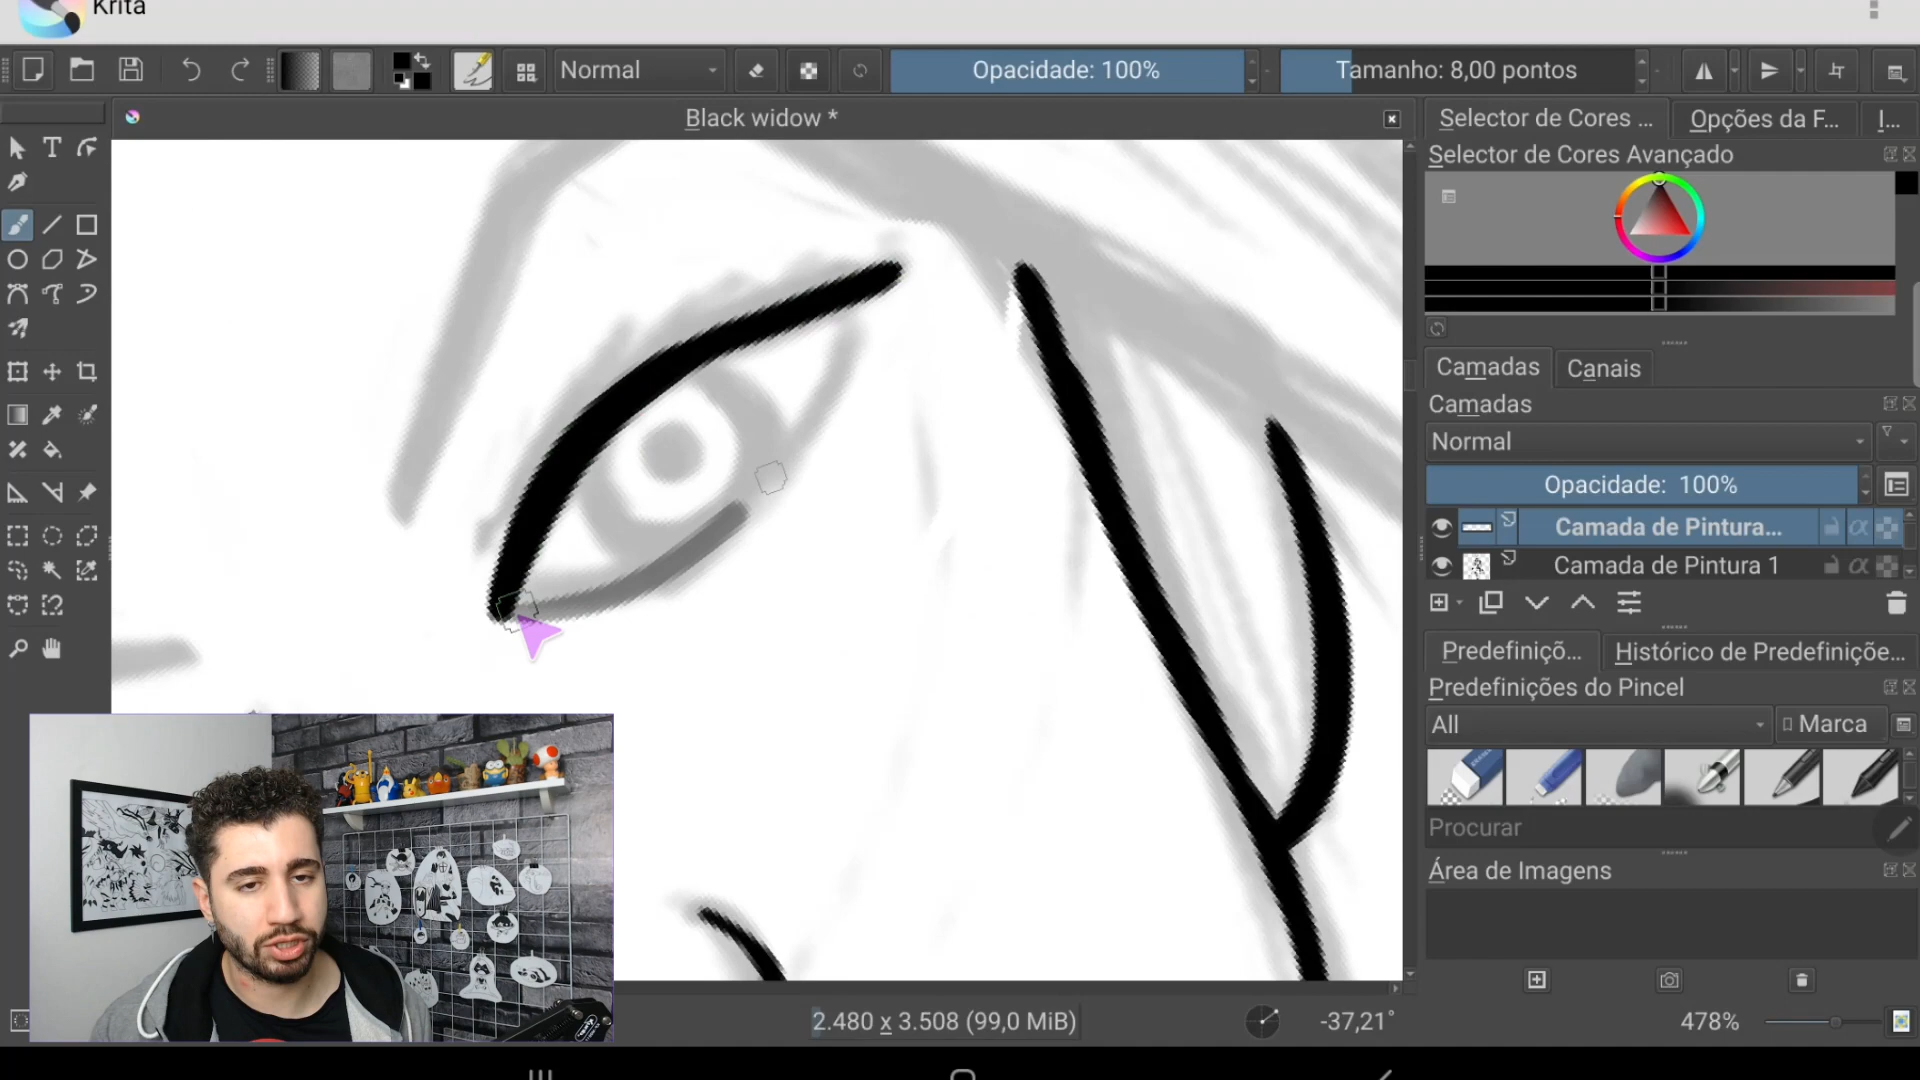 Krita
Normal
Opacidade: 100%
Tamanho: 8,00 pontos
Black widow *
Selector de Cores ...
Opções da F...
I...
Selector de Cores Avançado
Camadas
Canais
Camadas
Normal
Opacidade: 100%
Camada de Pintura...
Camada de Pintura 1
Predefiniçõ...
Histórico de Predefiniçõe...
Predefinições do Pincel
All
Marca
Procurar
Área de Imagens
2.480 x 3.508 (99,0 MiB)
-37,21°
478%